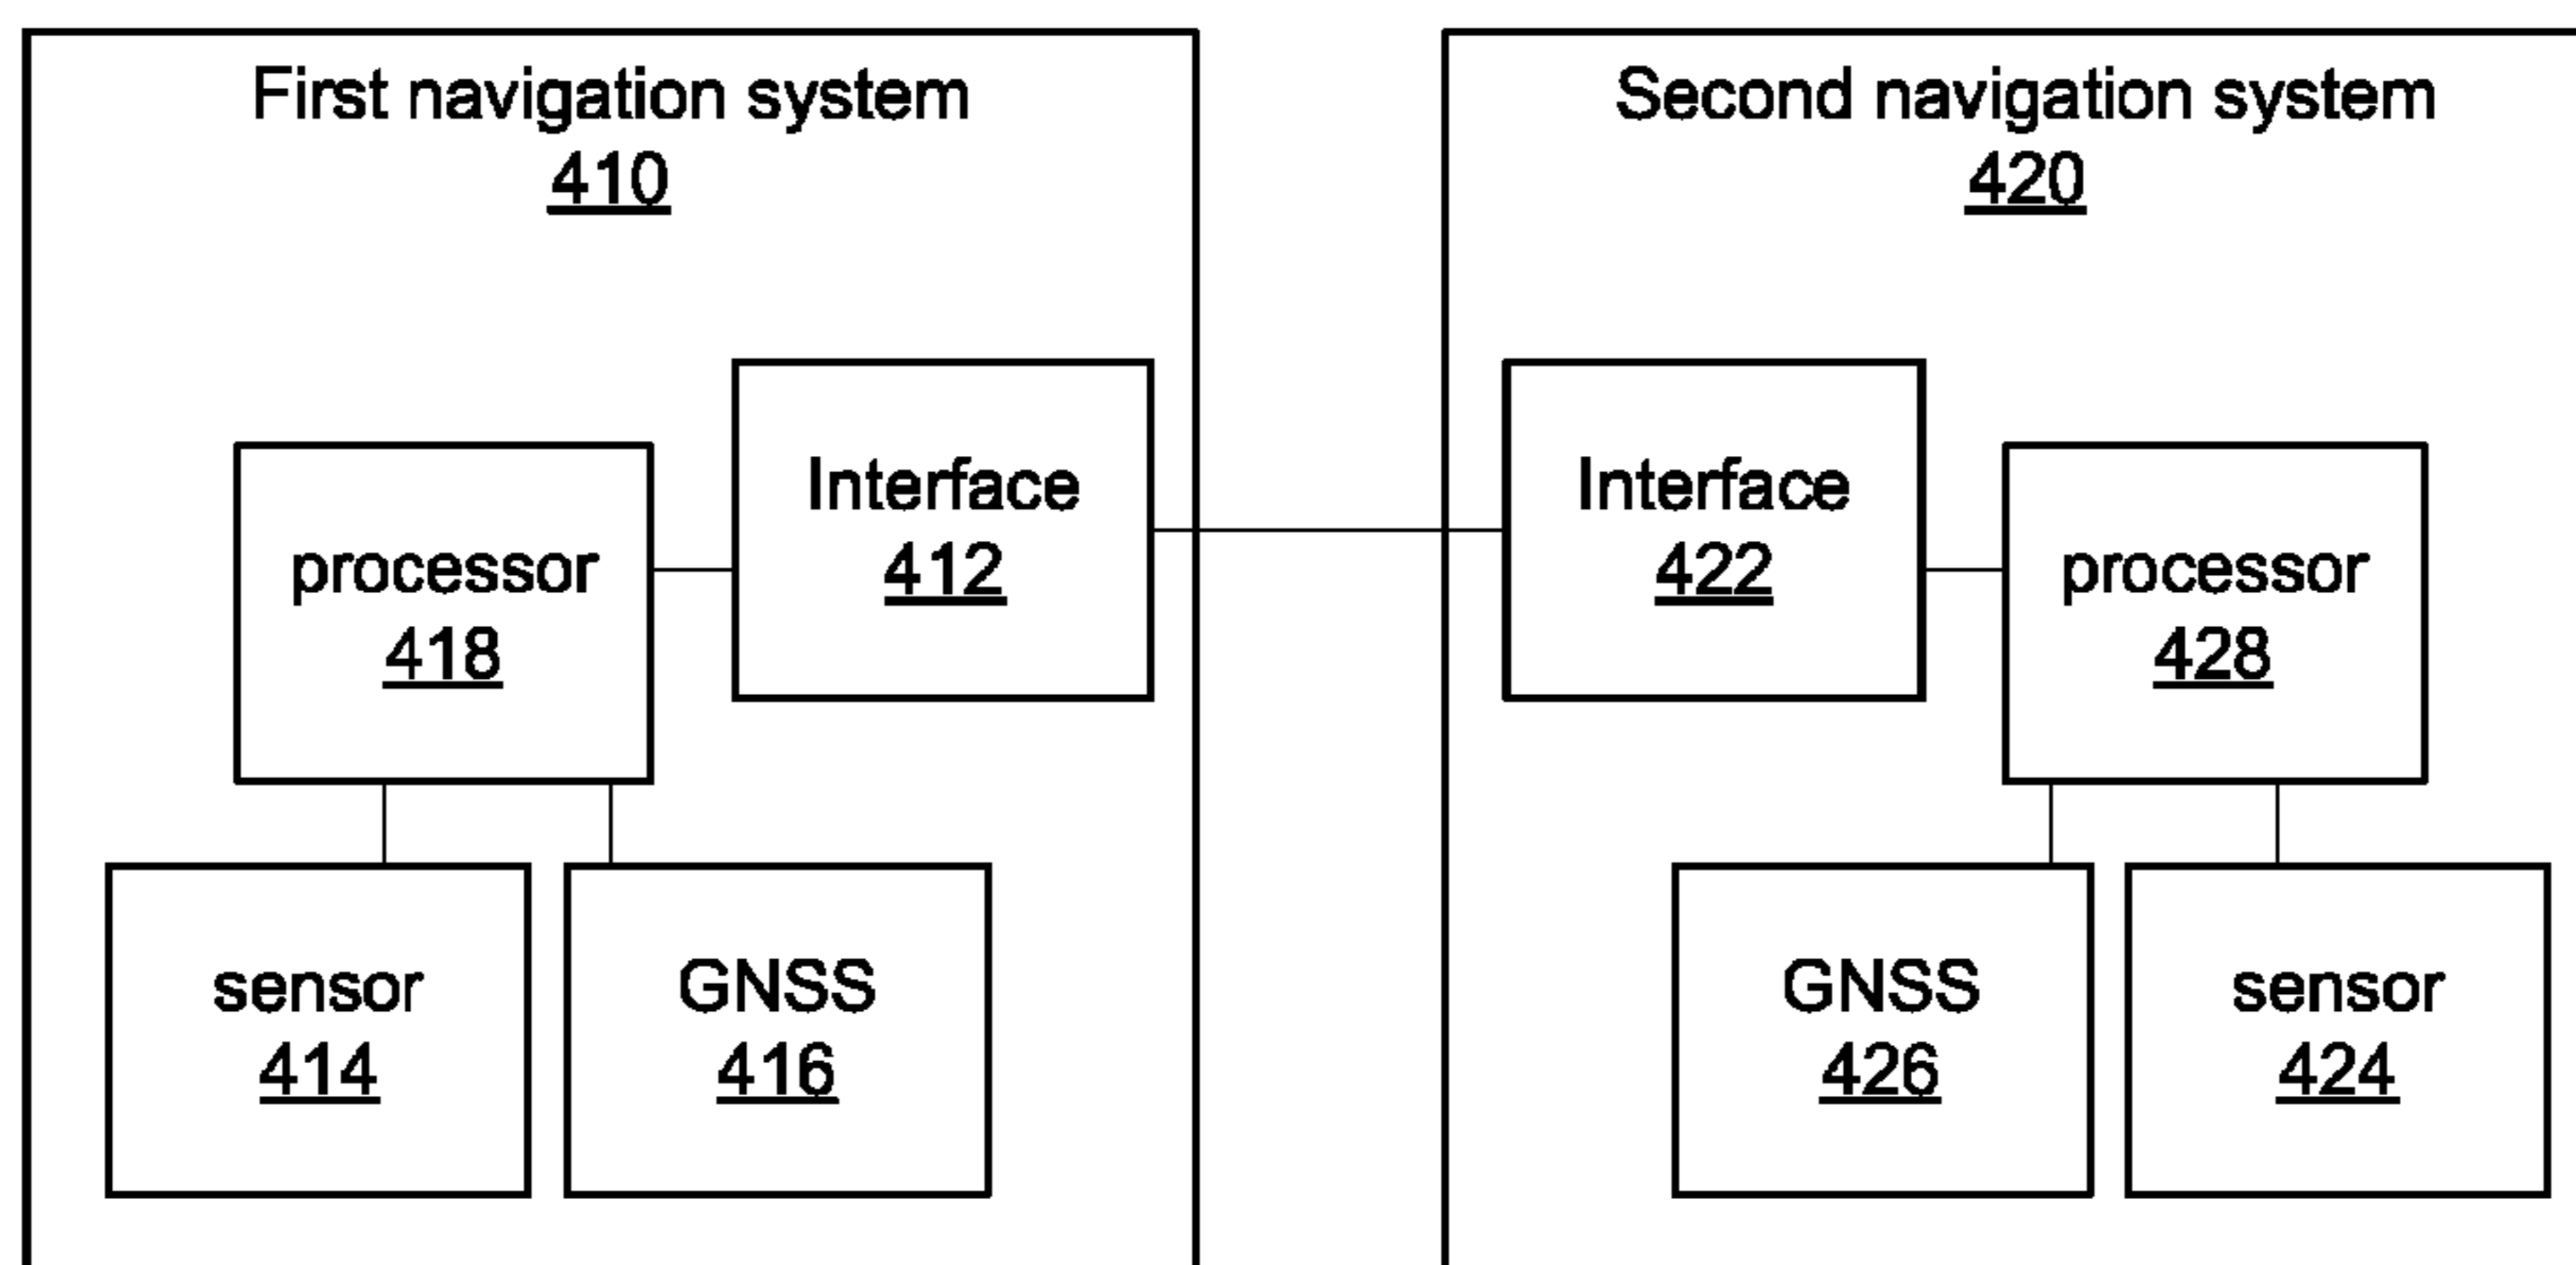 First navigation system
410
Second navigation system
420
Interface
412
processor
418
sensor
414
GNSS
416
Interface
422
processor
428
GNSS
426
sensor
424